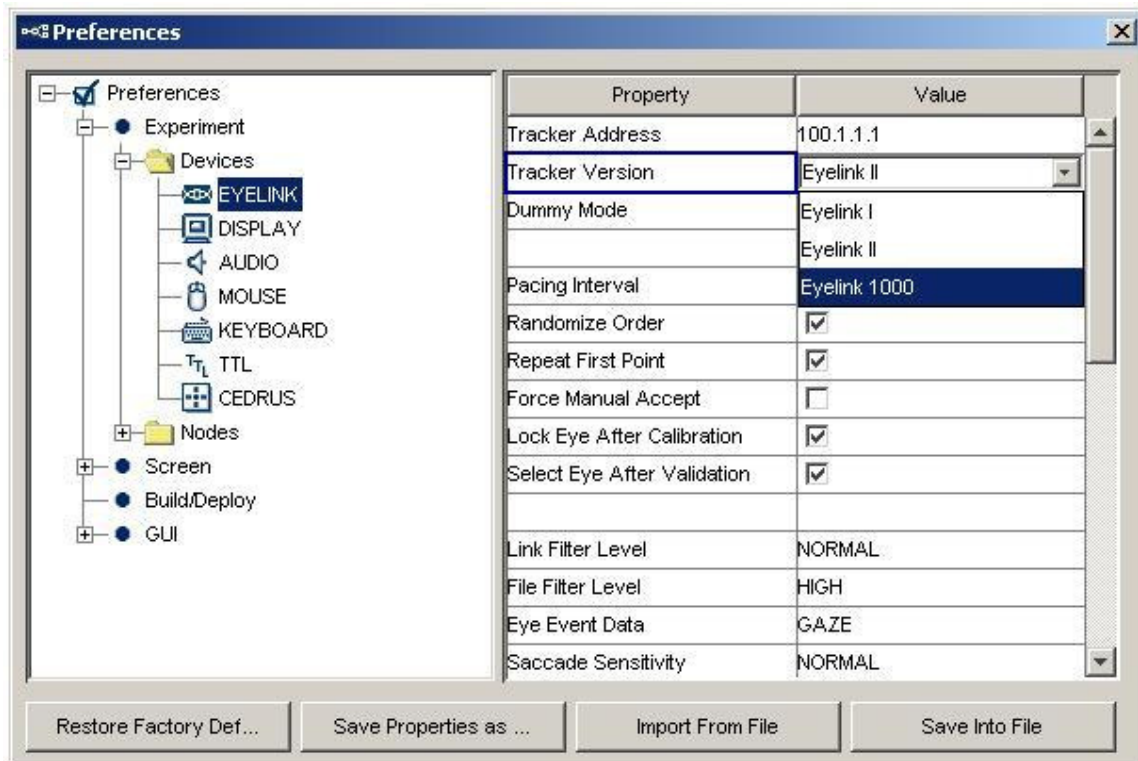 Preferences
Preferences
Experiment
Devices
EYELINK
DISPLAY
AUDIO
MOUSE
KEYBOARD
TTL
CEDRUS
Nodes
Screen
Build/Deploy
GUI
Property Value
Tracker Address 100.1.1.1
Tracker Version Eyelink II
Dummy Mode Eyelink I
Eyelink II
Pacing Interval Eyelink 1000
Randomize Order
Repeat First Point
Force Manual Accept
Lock Eye After Calibration
Select Eye After Validation
Link Filter Level NORMAL
File Filter Level HIGH
Eye Event Data GAZE
Saccade Sensitivity NORMAL
Restore Factory Def... Save Properties as ... Import From File Save Into File